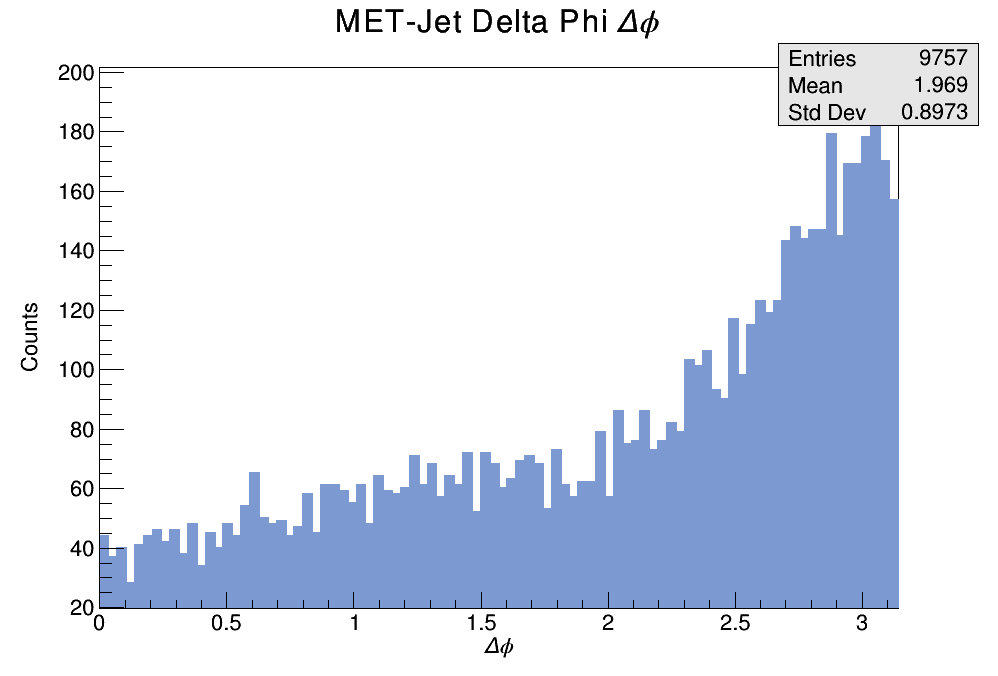 MET-Jet Delta Phi Δϕ
Entries 9757
Mean 1.969
Std Dev 0.8973
200
180
160
140
120
100
80
60
40
20
Counts
0 0.5 1 1.5 2 2.5 3
Δϕ